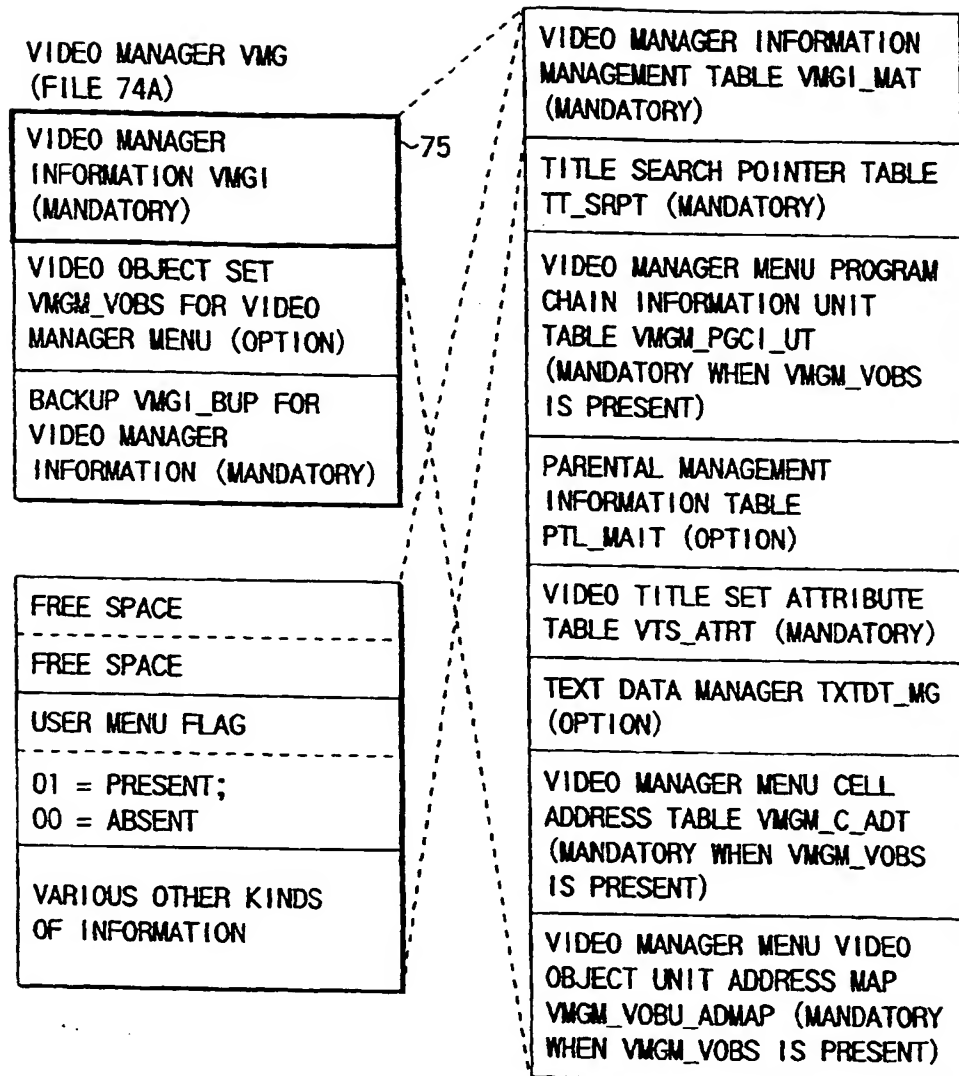 VIDEO MANAGER VMG
(FILE 74A)
VIDEO MANAGER
INFORMATION VMGI
(MANDATORY)
75
VIDEO OBJECT SET
VMGM_VOBS FOR VIDEO
MANAGER MENU (OPTION)
BACKUP VMGI_BUP FOR
VIDEO MANAGER
INFORMATION (MANDATORY)
FREE SPACE
FREE SPACE
USER MENU FLAG
01 = PRESENT;
00 = ABSENT
VARIOUS OTHER KINDS
OF INFORMATION
VIDEO MANAGER INFORMATION
MANAGEMENT TABLE VMGI_MAT
(MANDATORY)
TITLE SEARCH POINTER TABLE
TT_SRPT (MANDATORY)
VIDEO MANAGER MENU PROGRAM
CHAIN INFORMATION UNIT
TABLE VMGM_PGCI_UT
(MANDATORY WHEN VMGM_VOBS
IS PRESENT)
PARENTAL MANAGEMENT
INFORMATION TABLE
PTL_MAIT (OPTION)
VIDEO TITLE SET ATTRIBUTE
TABLE VTS_ATRT (MANDATORY)
TEXT DATA MANAGER TXTDT_MG
(OPTION)
VIDEO MANAGER MENU CELL
ADDRESS TABLE VMGM_C_ADT
(MANDATORY WHEN VMGM_VOBS
IS PRESENT)
VIDEO MANAGER MENU VIDEO
OBJECT UNIT ADDRESS MAP
VMGM_VOBU_ADMAP (MANDATORY
WHEN VMGM_VOBS IS PRESENT)